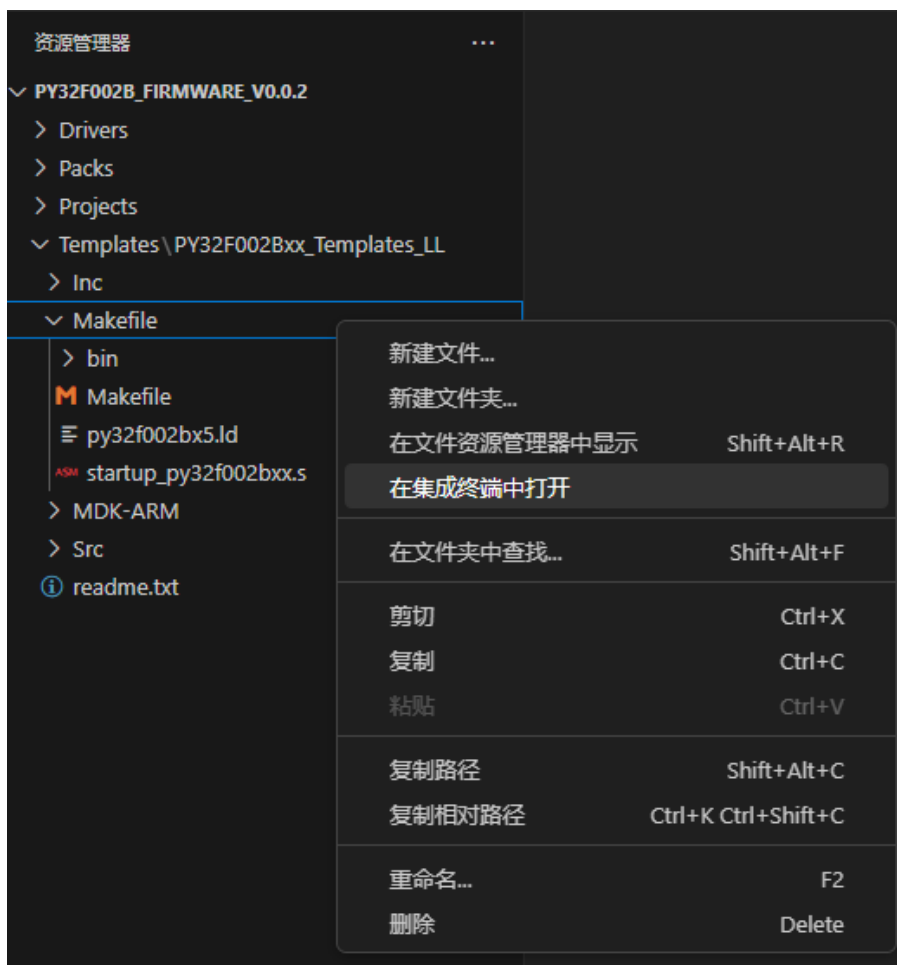 资源管理器 ...
PY32F002B_FIRMWARE_V0.0.2
Drivers
Packs
Projects
Templates\PY32F002Bxx_Templates_LL
Inc
Makefile
bin
M Makefile
py32f002bx5.ld
ASM startup_py32f002bxx.s
MDK-ARM
Src
readme.txt
新建文件...
新建文件夹...
在文件资源管理器中显示 Shift+Alt+R
在集成终端中打开
在文件夹中查找... Shift+Alt+F
剪切 Ctrl+X
复制 Ctrl+C
粘贴 Ctrl+V
复制路径 Shift+Alt+C
复制相对路径 Ctrl+K Ctrl+Shift+C
重命名... F2
删除 Delete